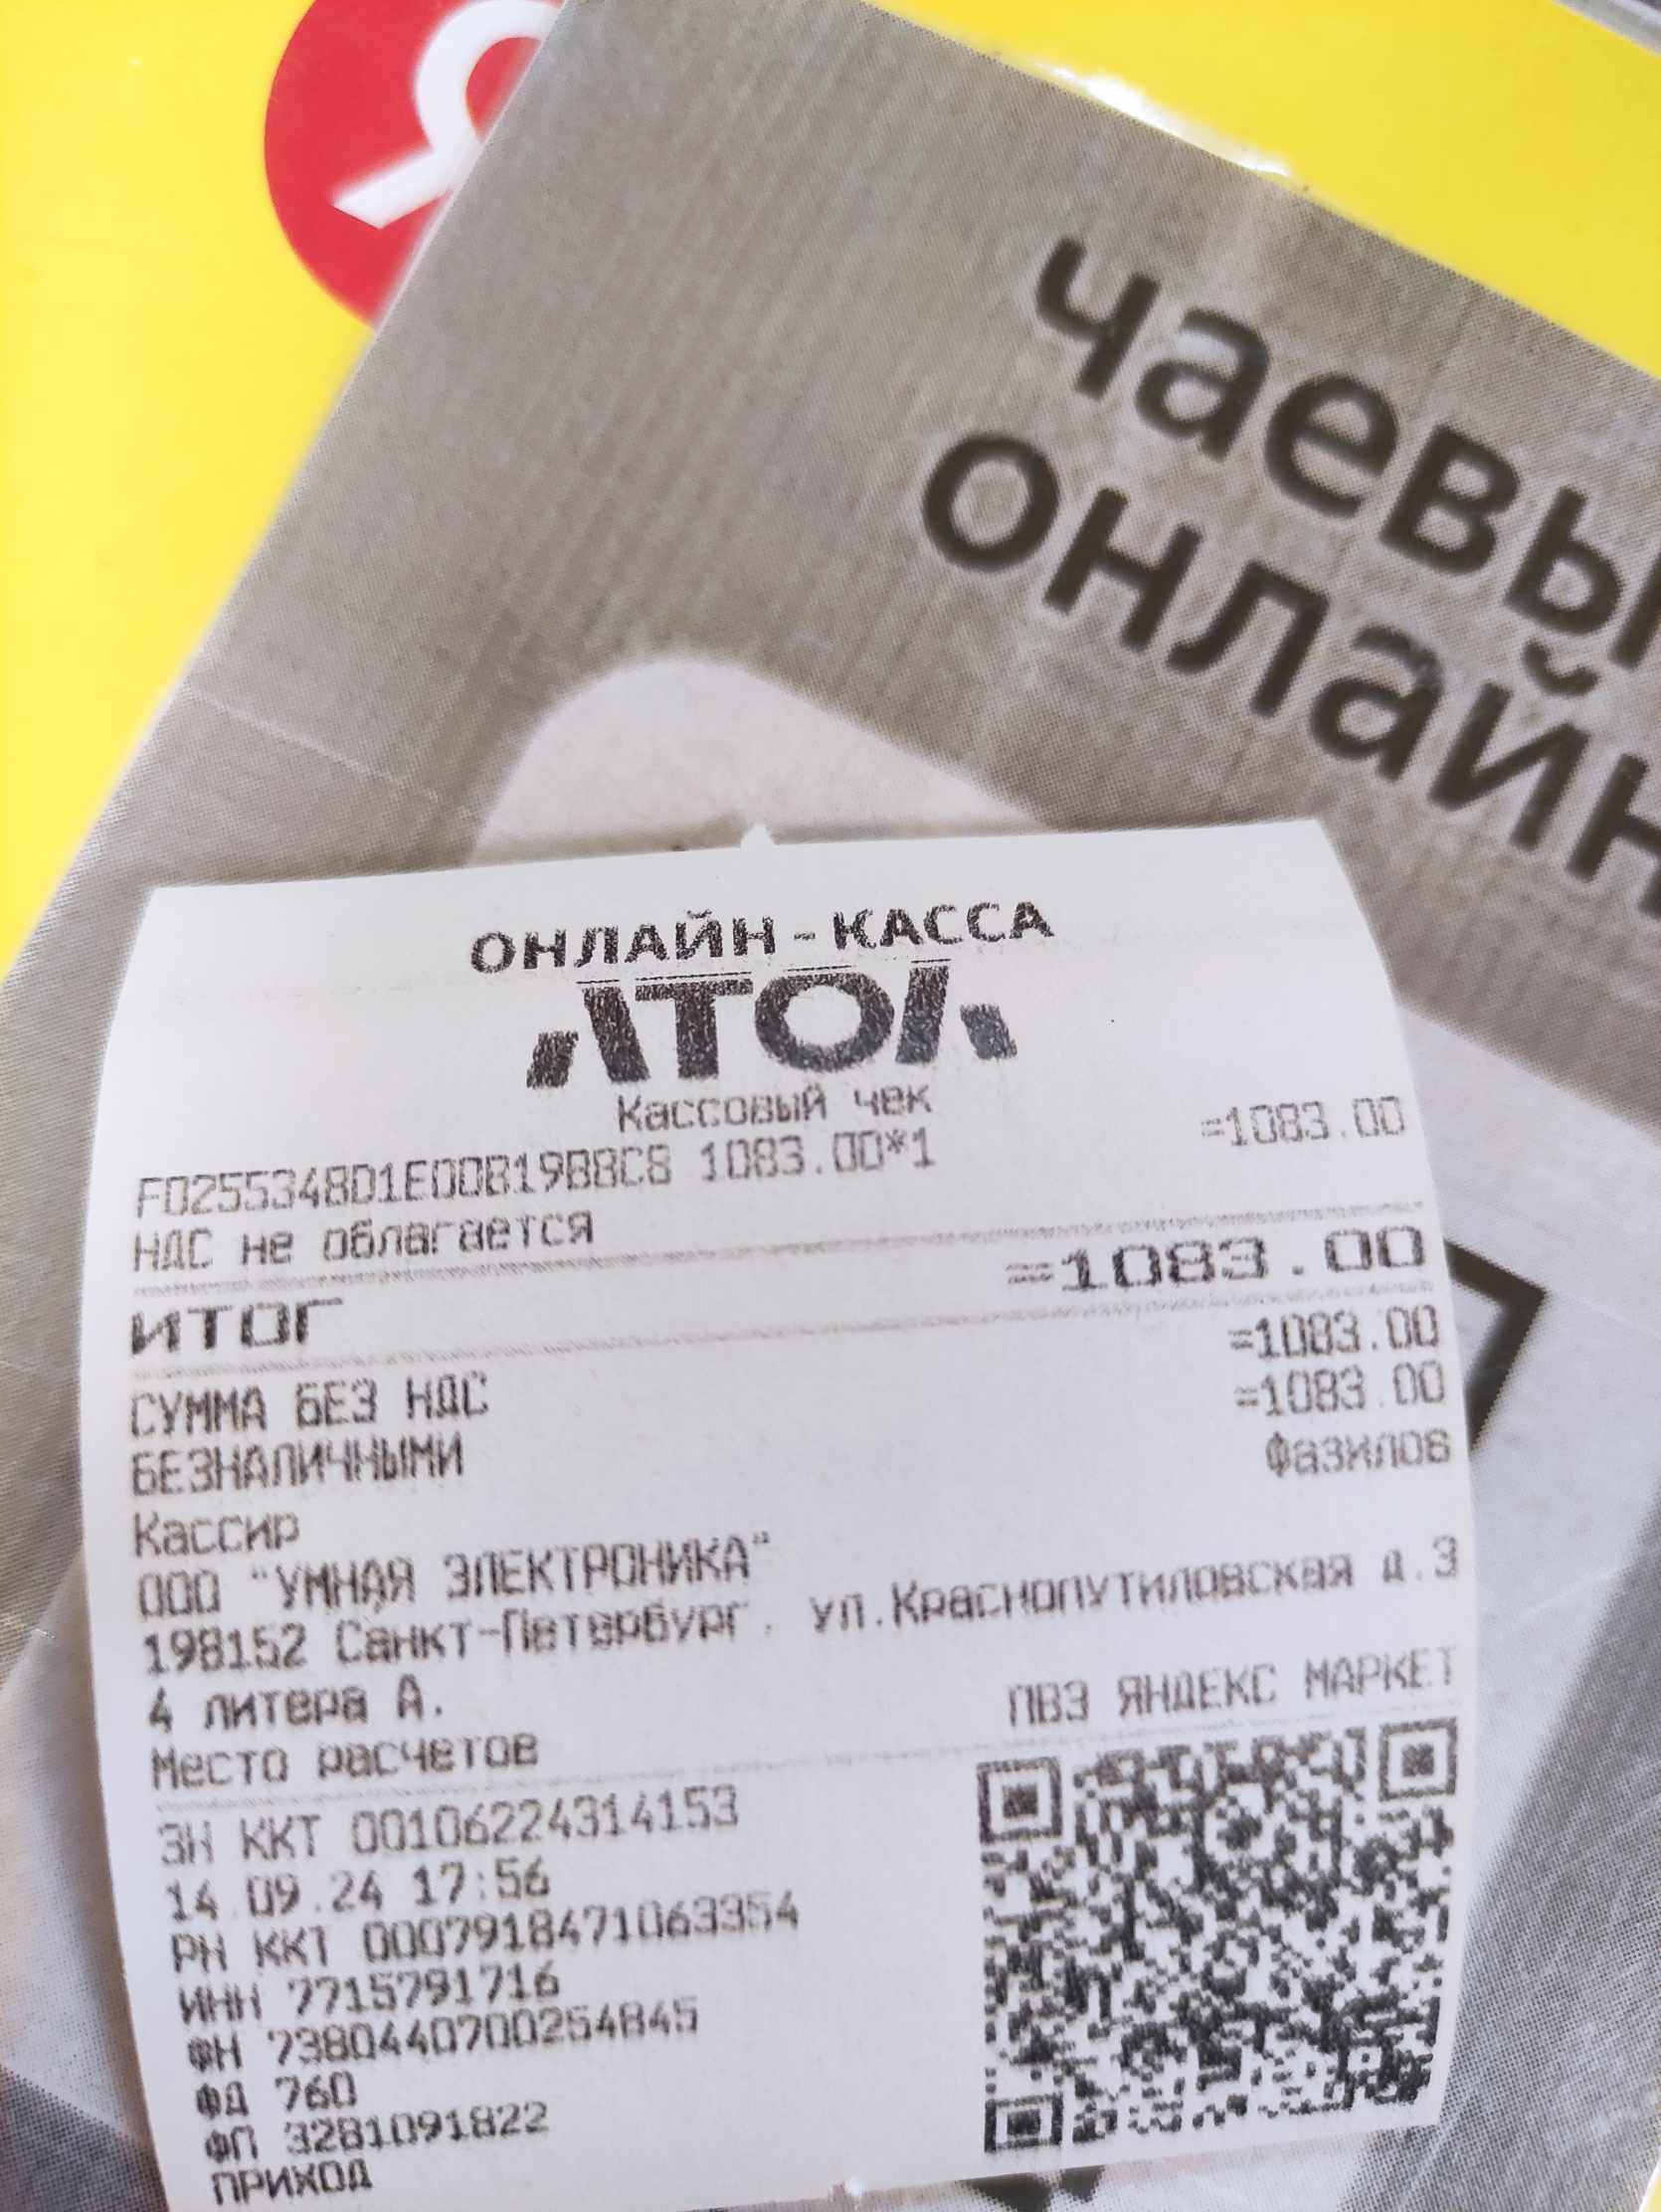 чаевы
онлайн
ОНЛАЙН-КАССА
АТОЛ
Кассовый чек
F0255348D1E00B19B8C8 1083.00*1 =1083.00
НДС не облагается
ИТОГ =1083.00
СУММА БЕЗ НДС =1083.00
БЕЗНАЛИЧНЫМИ =1083.00
Кассир Фазилов
ООО "УМНАЯ ЭЛЕКТРОНИКА"
198152 Санкт-Петербург, ул.Краснопутиловская д.3
4 литера А.
Место расчетов ПВЗ ЯНДЕКС МАРКЕТ
ЗН ККТ 00106224314153
14.09.24 17:56
РН ККТ 0007918471063354
ИНН 7715791716
ФН 7380440700254845
ФД 760
ФП 3281091822
ПРИХОД